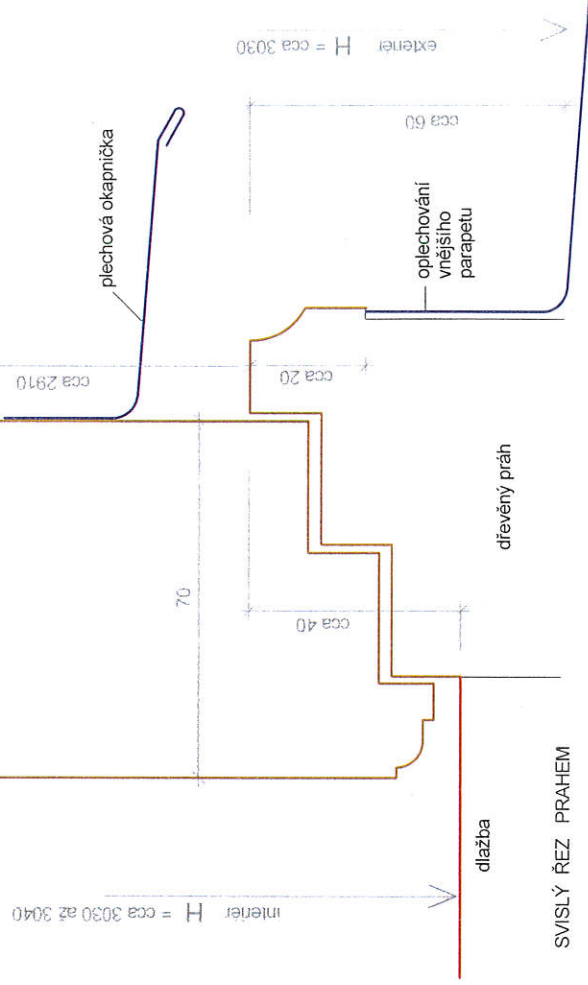 exteriér H = cca 3030
plechová okapnička
cca 2910
cca 60
oplechování
vnějšího
parapetu
cca 20
70
cca 40
dřevěný práh
interiér H = cca 3030 až 3040
dlažba
SVISLÝ ŘEZ PRAHEM